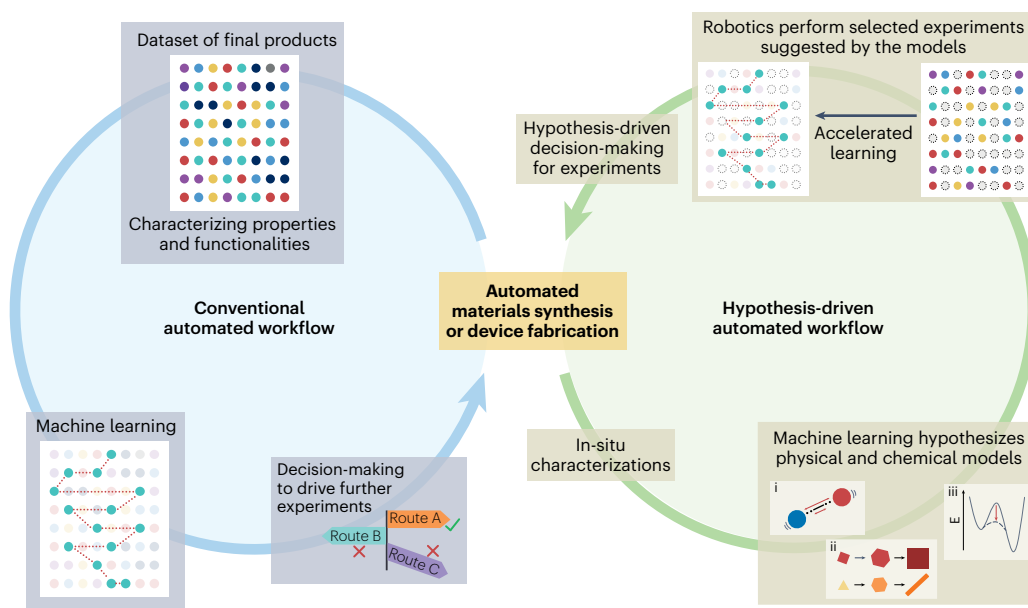 Dataset of final products
Characterizing properties
and functionalities
Conventional
automated workflow
Machine learning
Decision-making
to drive further
experiments
Route A
Route B
Route C
Automated
materials synthesis
or device fabrication
Robotics perform selected experiments
suggested by the models
Accelerated
learning
Hypothesis-driven
decision-making
for experiments
Hypothesis-driven
automated workflow
In-situ
characterizations
Machine learning hypothesizes
physical and chemical models
i
ii
iii
E